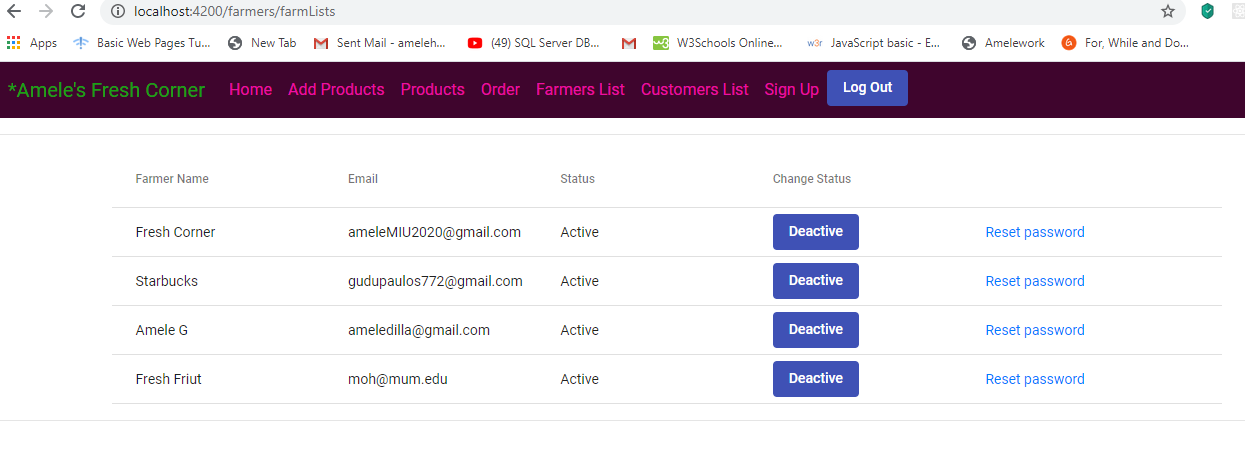 localhost:4200/farmers/farmLists
Apps Basic Web Pages Tu... New Tab Sent Mail - ameleh... (49) SQL Server DB... W3Schools Online... w3r JavaScript basic - E... Amelework For, While and Do...
*Amele's Fresh Corner Home Add Products Products Order Farmers List Customers List Sign Up Log Out
Farmer Name Email Status Change Status
Fresh Corner ameleMIU2020@gmail.com Active Deactive Reset password
Starbucks gudupaulos772@gmail.com Active Deactive Reset password
Amele G ameledilla@gmail.com Active Deactive Reset password
Fresh Friut moh@mum.edu Active Deactive Reset password